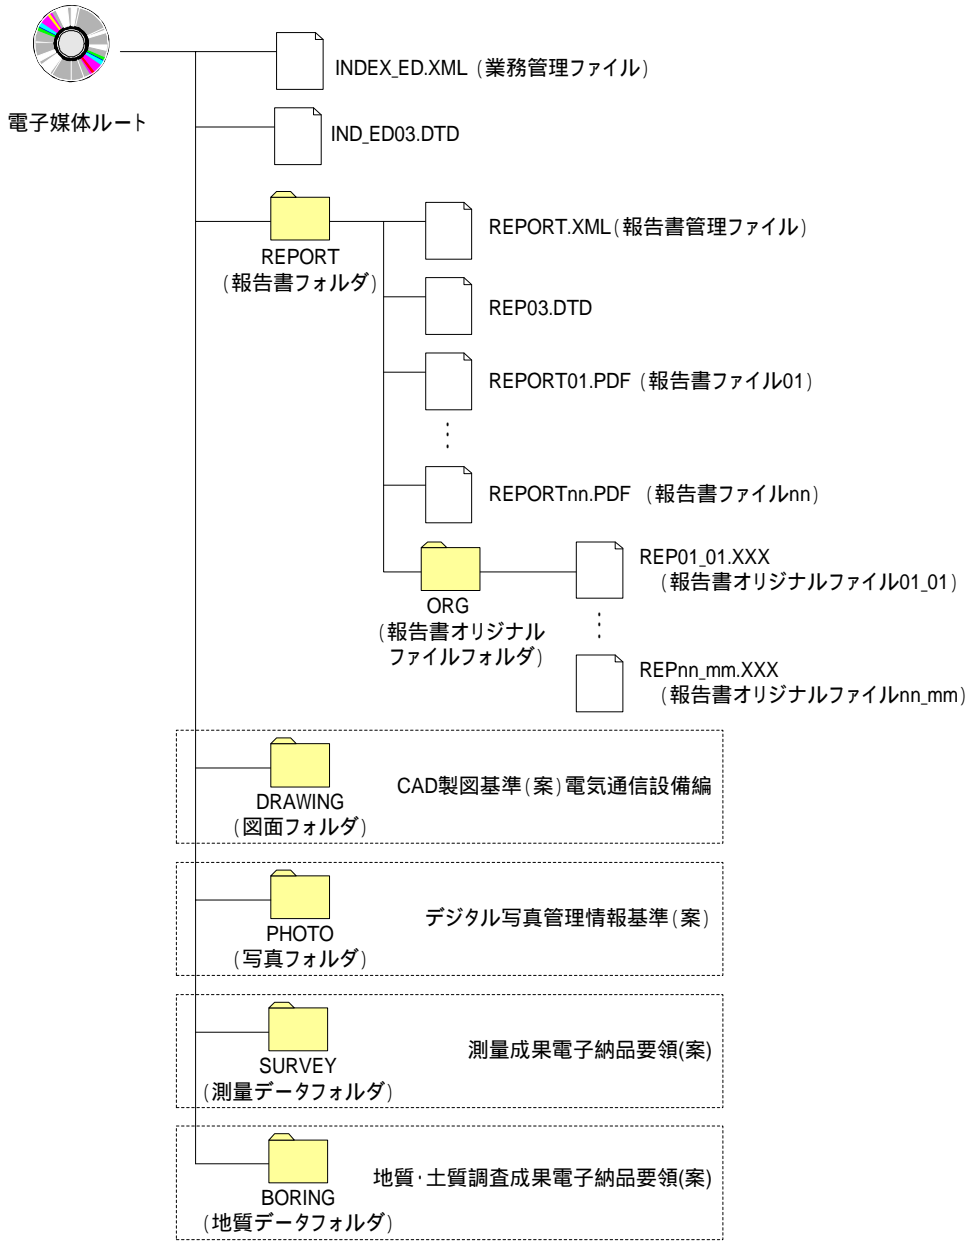 INDEX_ED.XML（業務管理ファイル）
電子媒体ルート
IND_ED03.DTD
REPORT
（報告書フォルダ）
REPORT.XML（報告書管理ファイル）
REP03.DTD
REPORT01.PDF（報告書ファイル01）
REPORTnn.PDF （報告書ファイルnn）
ORG
（報告書オリジナル
ファイルフォルダ）
REP01_01.XXX
（報告書オリジナルファイル01_01）
REPnn_mm.XXX
（報告書オリジナルファイルnn_mm）
DRAWING
（図面フォルダ）
CAD製図基準（案）電気通信設備編
PHOTO
（写真フォルダ）
デジタル写真管理情報基準（案）
SURVEY
（測量データフォルダ）
測量成果電子納品要領(案)
BORING
（地質データフォルダ）
地質・土質調査成果電子納品要領(案)